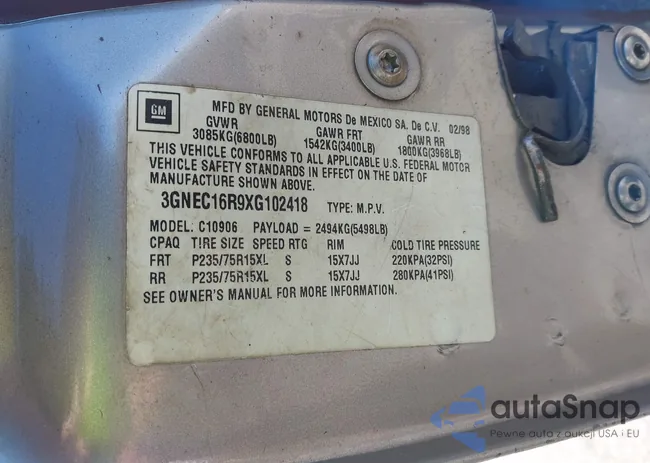 GM
MFD BY GENERAL MOTORS De MEXICO SA. De C.V. 02/98
GVWR GAWR FRT GAWR RR
3085KG(6800LB) 1542KG(3400LB) 1800KG(3968LB)
THIS VEHICLE CONFORMS TO ALL APPLICABLE U.S. FEDERAL MOTOR
VEHICLE SAFETY STANDARDS IN EFFECT ON THE DATE OF
MANUFACTURE SHOWN ABOVE.
3GNEC16R9XG102418 TYPE: M.P.V.
MODEL: C10906 PAYLOAD = 2494KG(5498LB)
CPAQ TIRE SIZE SPEED RTG RIM COLD TIRE PRESSURE
FRT P235/75R15XL S 15X7JJ 220KPA(32PSI)
RR P235/75R15XL S 15X7JJ 280KPA(41PSI)
SEE OWNER'S MANUAL FOR MORE INFORMATION.
autaSnap
Pewne auta z aukcji USA i EU